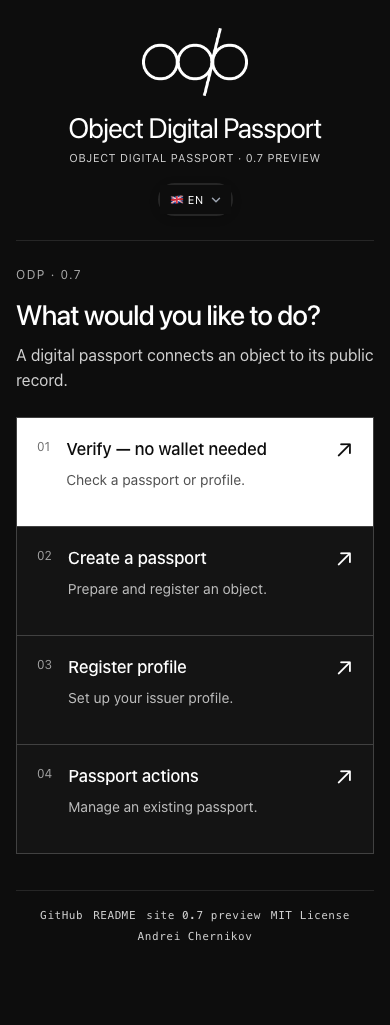 odp
Object Digital Passport
OBJECT DIGITAL PASSPORT · 0.7 PREVIEW
EN
ODP · 0.7
What would you like to do?
A digital passport connects an object to its public
record.
01 Verify — no wallet needed
Check a passport or profile.
02 Create a passport
Prepare and register an object.
03 Register profile
Set up your issuer profile.
04 Passport actions
Manage an existing passport.
GitHub README site 0.7 preview MIT License
Andrei Chernikov